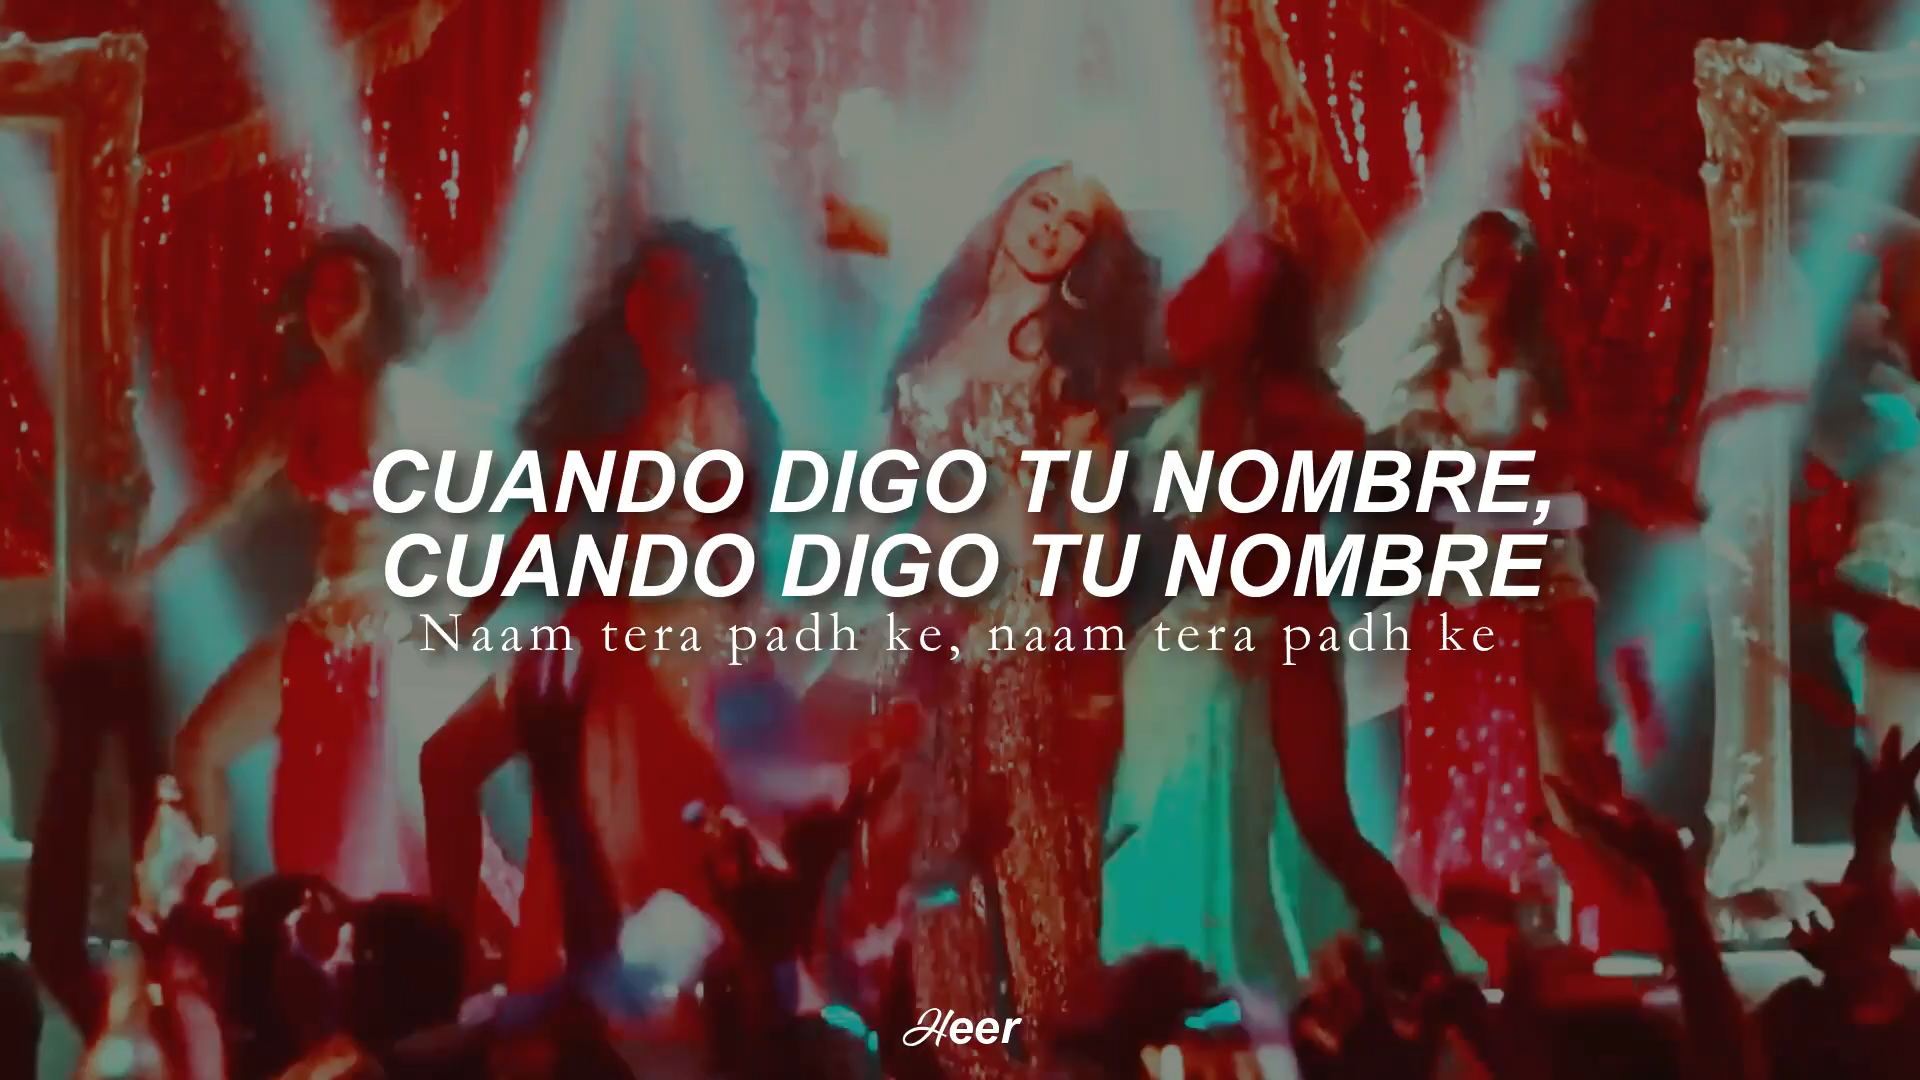 CUANDO DIGO TU NOMBRE,
CUANDO DIGO TU NOMBRE
Naam tera padh ke, naam tera padh ke
Heer